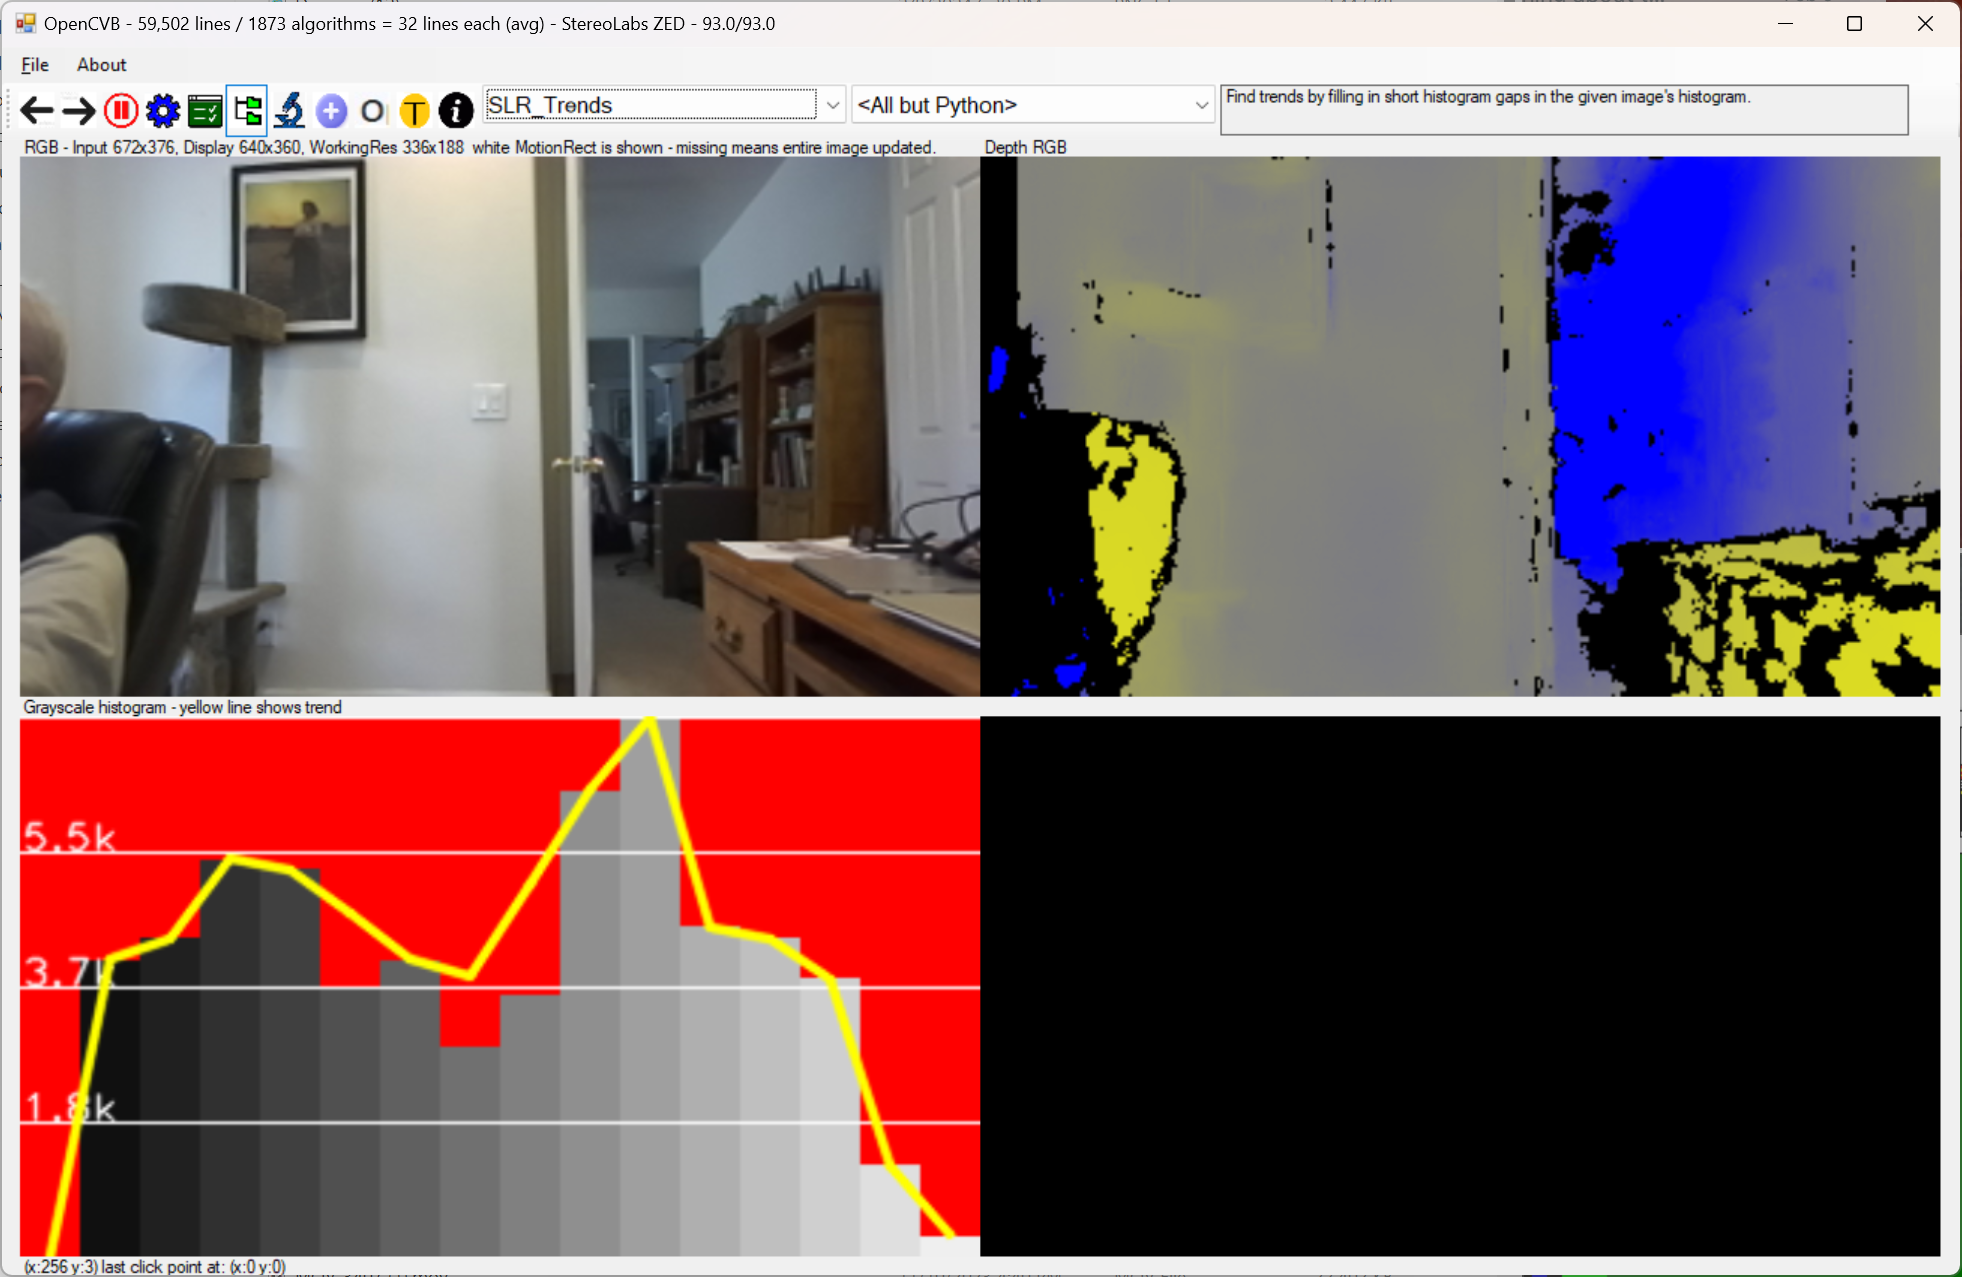 OpenCVB - 59,502 lines / 1873 algorithms = 32 lines each (avg) - StereoLabs ZED - 93.0/93.0
File About
T i SLR_Trends <All but Python> Find trends by filling in short histogram gaps in the given image's histogram.
RGB - Input 672x376, Display 640x360, WorkingRes 336x188 white MotionRect is shown - missing means entire image updated.
Depth RGB
Grayscale histogram - yellow line shows trend
5.5k
3.7k
1.8k
(x:256 y:3) last click point at: (x:0 y:0)